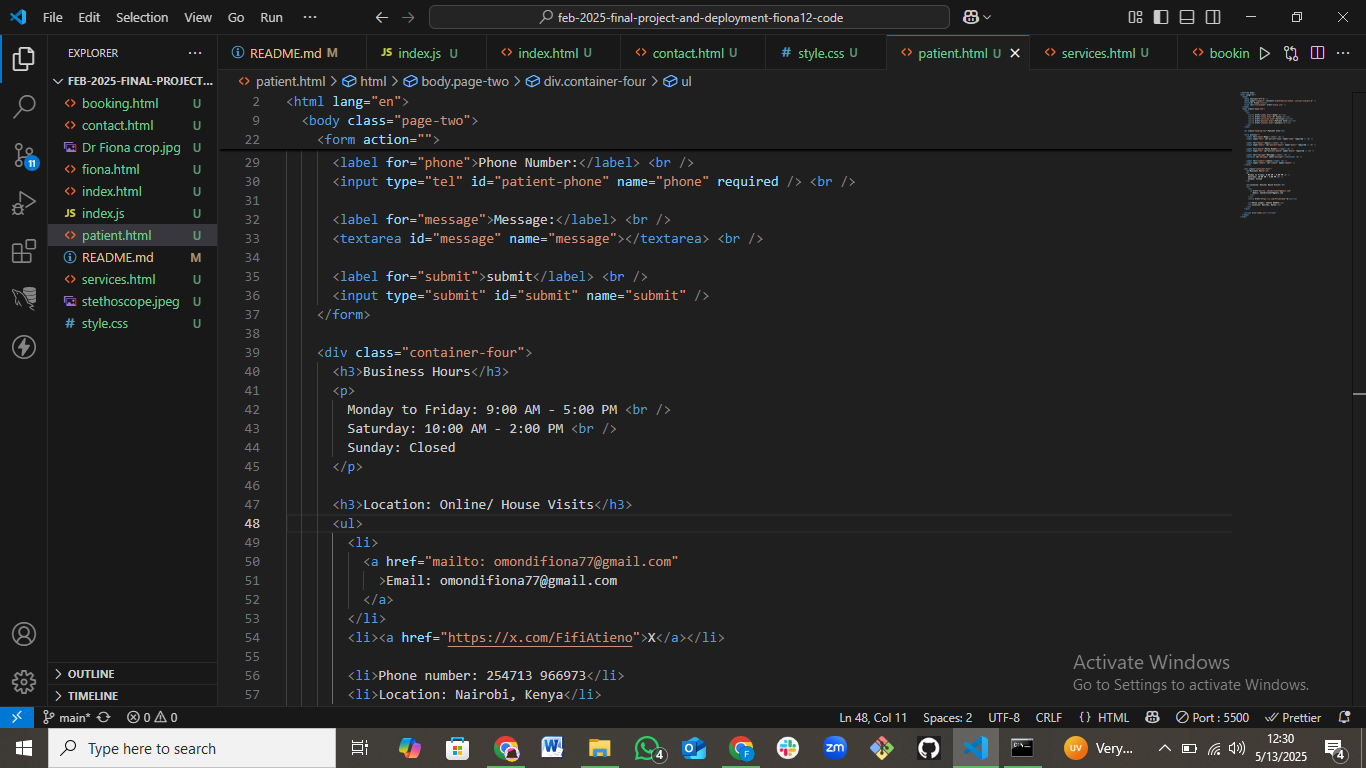 File Edit Selection View Go Run ··· feb-2025-final-project-and-deployment-fiona12-code
EXPLORER ···
FEB-2025-FINAL-PROJECT...
booking.html U
contact.html U
Dr Fiona crop.jpg U
fiona.html U
index.html U
JS index.js U
patient.html U
README.md M
services.html U
stethoscope.jpeg U
# style.css U
OUTLINE
TIMELINE
11
README.md M JS index.js U index.html U contact.html U # style.css U patient.html U services.html U bookin
patient.html > html > body.page-two > div.container-four > ul
2 <html lang="en">
9 <body class="page-two">
22 <form action="">
29 <label for="phone">Phone Number:</label> <br />
30 <input type="tel" id="patient-phone" name="phone" required /> <br />
31
32 <label for="message">Message:</label> <br />
33 <textarea id="message" name="message"></textarea> <br />
34
35 <label for="submit">submit</label> <br />
36 <input type="submit" id="submit" name="submit" />
37 </form>
38
39 <div class="container-four">
40 <h3>Business Hours</h3>
41 <p>
42 Monday to Friday: 9:00 AM - 5:00 PM <br />
43 Saturday: 10:00 AM - 2:00 PM <br />
44 Sunday: Closed
45 </p>
46
47 <h3>Location: Online/ House Visits</h3>
48 <ul>
49 <li>
50 <a href="mailto: omondifiona77@gmail.com"
51 >Email: omondifiona77@gmail.com
52 </a>
53 </li>
54 <li><a href="https://x.com/FifiAtieno">X</a></li>
55
56 <li>Phone number: 254713 966973</li>
57 <li>Location: Nairobi, Kenya</li>
Activate Windows
Go to Settings to activate Windows.
main* 0 0 Ln 48, Col 11 Spaces: 2 UTF-8 CRLF {} HTML Port : 5500 Prettier
Type here to search W 4 zm UV Very... 12:30
5/13/2025 4